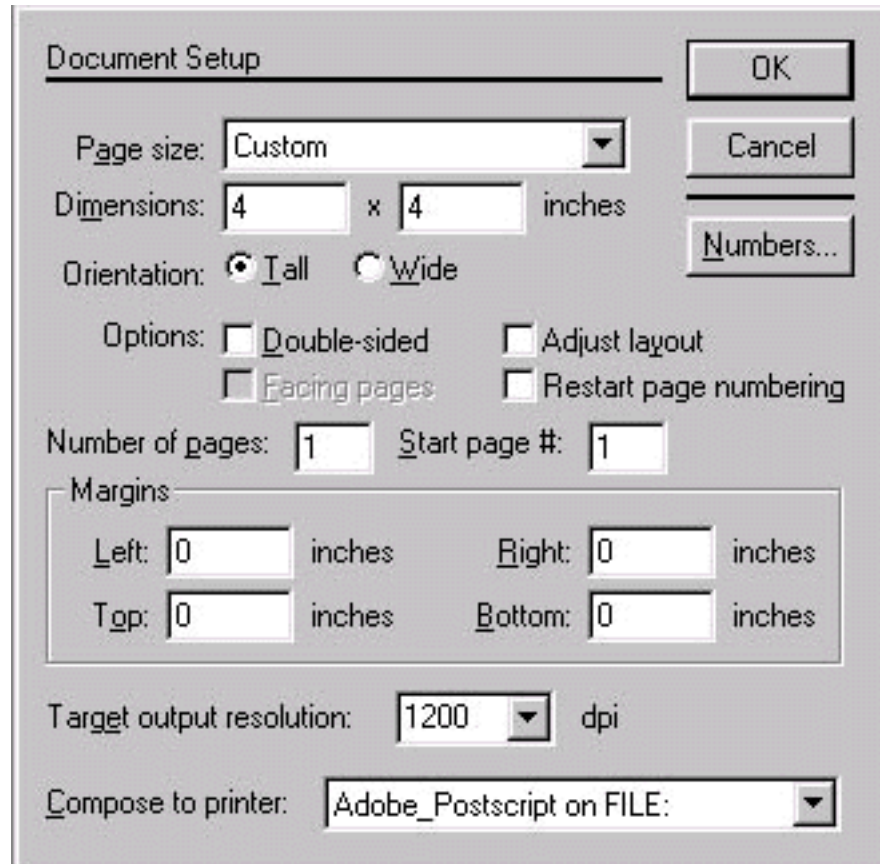 Document Setup
OK
Page size: Custom
Cancel
Dimensions: 4 x 4 inches
Numbers...
Orientation: Tall Wide
Options: Double-sided Adjust layout
Facing pages Restart page numbering
Number of pages: 1 Start page #: 1
Margins
Left: 0 inches Right: 0 inches
Top: 0 inches Bottom: 0 inches
Target output resolution: 1200 dpi
Compose to printer: Adobe_Postscript on FILE: